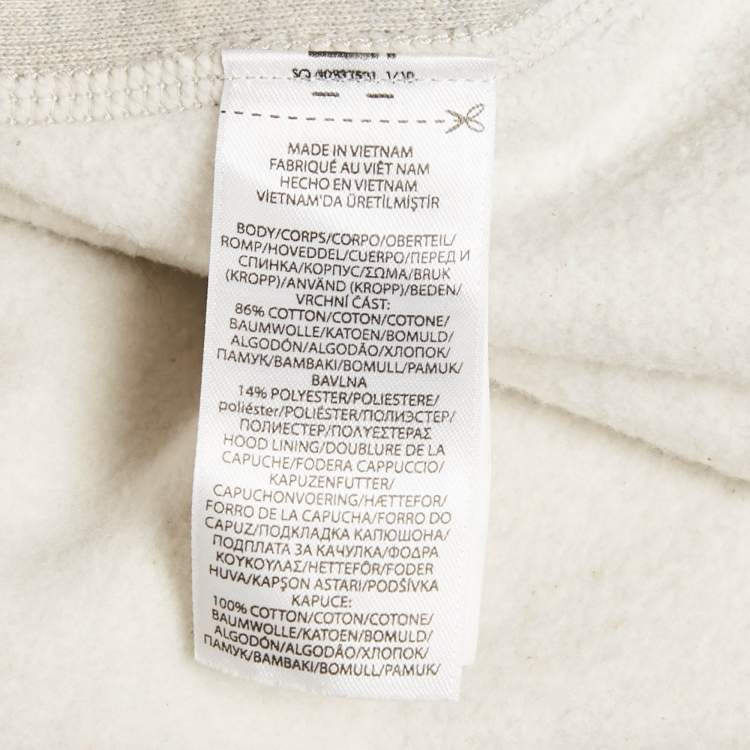 MADE IN VIETNAM
FABRIQUÉ AU VIÊT NAM
HECHO EN VIETNAM
VİETNAM'DA ÜRETİLMİŞTİR
BODY/CORPS/CORPO/OBERTEIL/
ROMP/HOVEDDEL/CUERPO/ПЕРЕД И
СПИНКА/КОРПУС/ΣΩΜΑ/BRUK
(KROPP)/ANVÄND (KROPP)/BEDEN/
VRCHNÍ ČÁST:
86% COTTON/COTON/COTONE/
BAUMWOLLE/KATOEN/BOMULD/
ALGODÓN/ALGODÃO/ХЛОПОК/
ПАМУК/BAMBAKI/BOMULL/PAMUK/
BAVLNA
14% POLYESTER/POLIESTERE/
poliéster/POLIÉSTER/ПОЛИЭСТЕР/
ПОЛИЕСТЕР/ΠΟΛΥΕΣΤΕΡΑΣ
HOOD LINING/DOUBLURE DE LA
CAPUCHE/FODERA CAPPUCCIO/
KAPUZENFUTTER/
CAPUCHONVOERING/HÆTTEFOR/
FORRO DE LA CAPUCHA/FORRO DO
CAPUZ/ПОДКЛАДКА КАПЮШОНА/
ПОДПЛАТА ЗА КАЧУЛКА/ΦΟΔΡΑ
ΚΟΥΚΟΥΛΑΣ/HETTEFÔR/FODER
HUVA/KAPŞON ASTARI/PODŠÍVKA
KAPUCE:
100% COTTON/COTON/COTONE/
BAUMWOLLE/KATOEN/BOMULD/
ALGODÓN/ALGODÃO/ХЛОПОК/
ПАМУК/BAMBAKI/BOMULL/PAMUK/